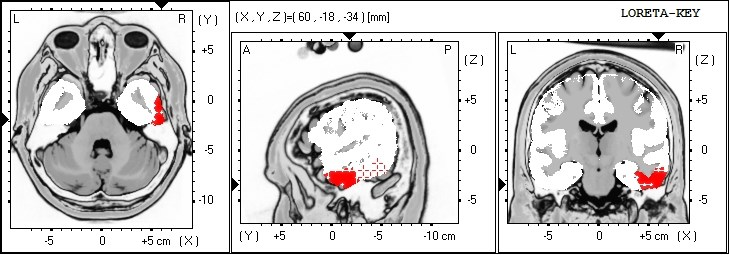 (X,Y,Z)=(60,-18,-34)[mm] LORETA-KEY
L R (Y)
+5
0
-5
-10
-5 0 +5 cm (X)
A P (Z)
+5
0
-5
(Y) +5 0 -5 -10 cm
L R (Z)
+5
0
-5
-5 0 +5 cm (X)